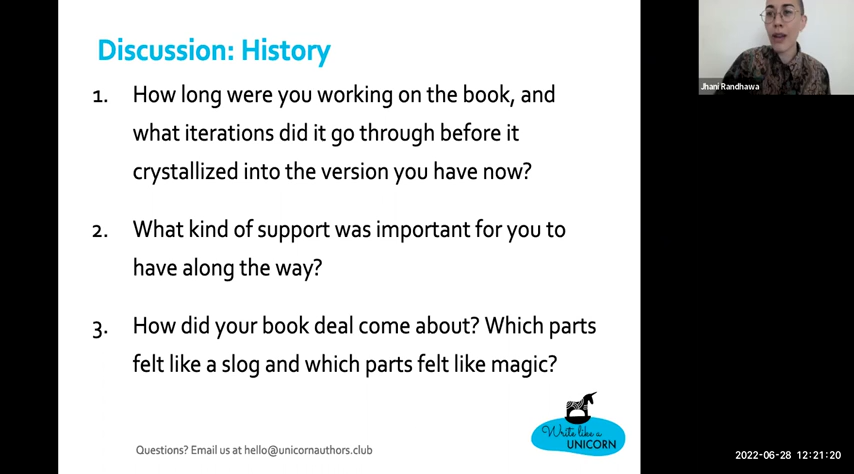 Discussion: History
Jhani Randhawa
1. How long were you working on the book, and
what iterations did it go through before it
crystallized into the version you have now?
2. What kind of support was important for you to
have along the way?
3. How did your book deal come about? Which parts
felt like a slog and which parts felt like magic?
Write like a
UNICORN
Questions? Email us at hello@unicornauthors.club
2022-06-28 12:21:20